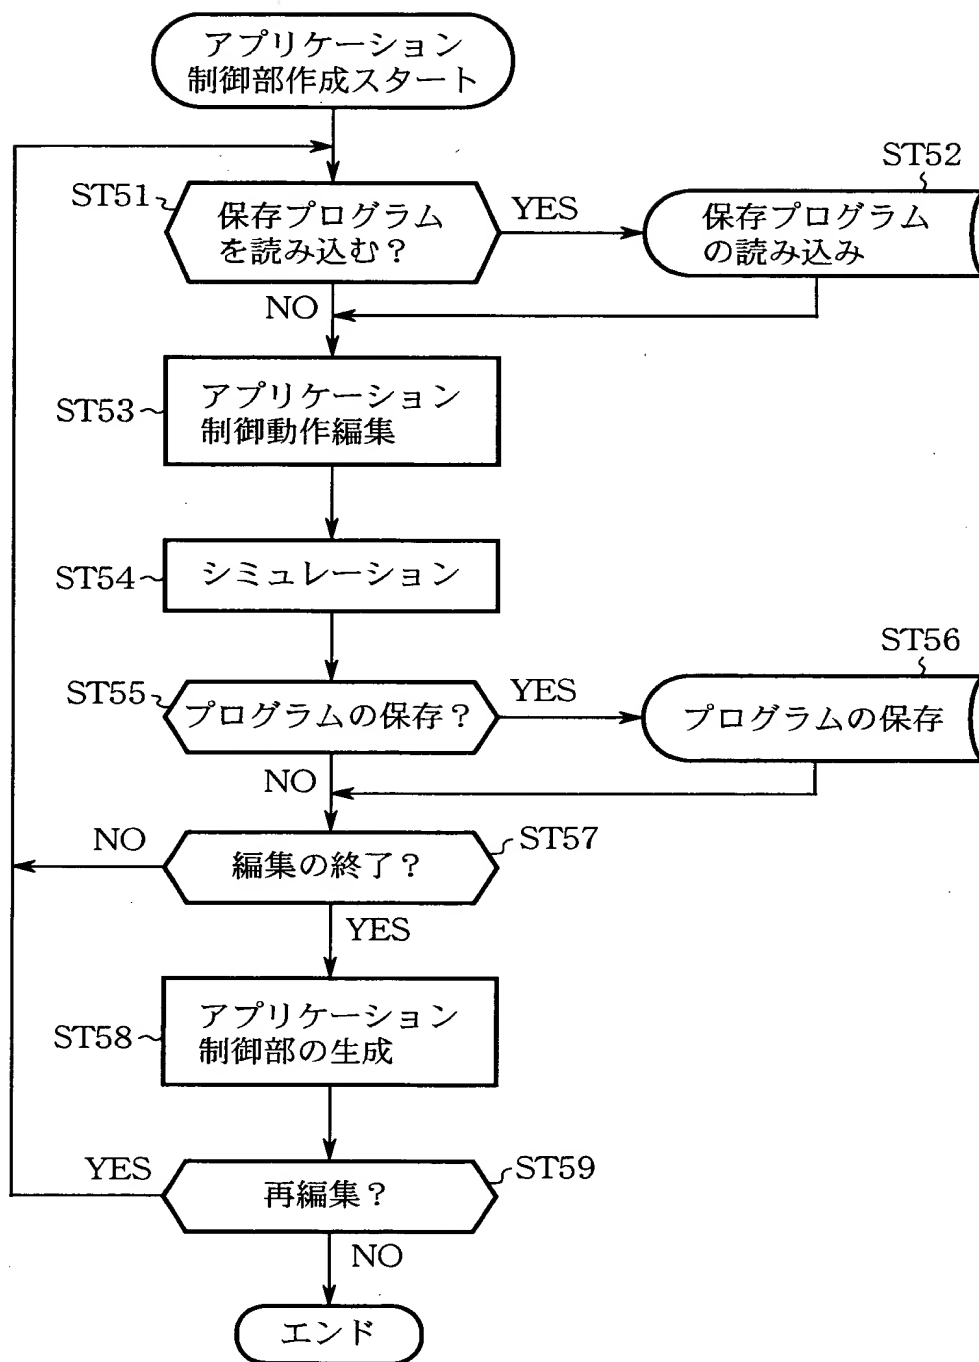 アプリケーション
制御部作成スタート
ST51
保存プログラム
を読み込む？
YES
ST52
保存プログラム
の読み込み
NO
ST53
アプリケーション
制御動作編集
ST54
シミュレーション
ST55
プログラムの保存？
YES
ST56
プログラムの保存
NO
NO
編集の終了？
ST57
YES
ST58
アプリケーション
制御部の生成
YES
再編集？
ST59
NO
エンド